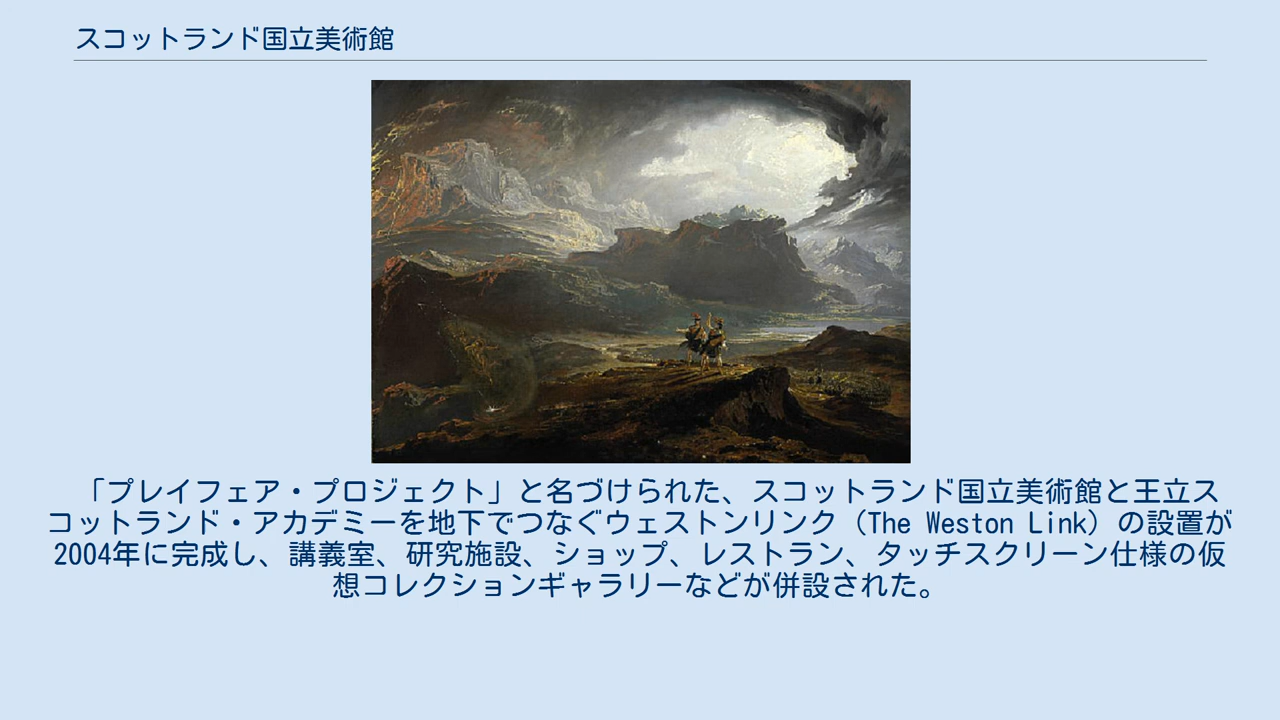 スコットランド国立美術館
「プレイフェア・プロジェクト」と名づけられた、スコットランド国立美術館と王立ス
コットランド・アカデミーを地下でつなぐウェストンリンク（The Weston Link）の設置が
2004年に完成し、講義室、研究施設、ショップ、レストラン、タッチスクリーン仕様の仮
想コレクションギャラリーなどが併設された。